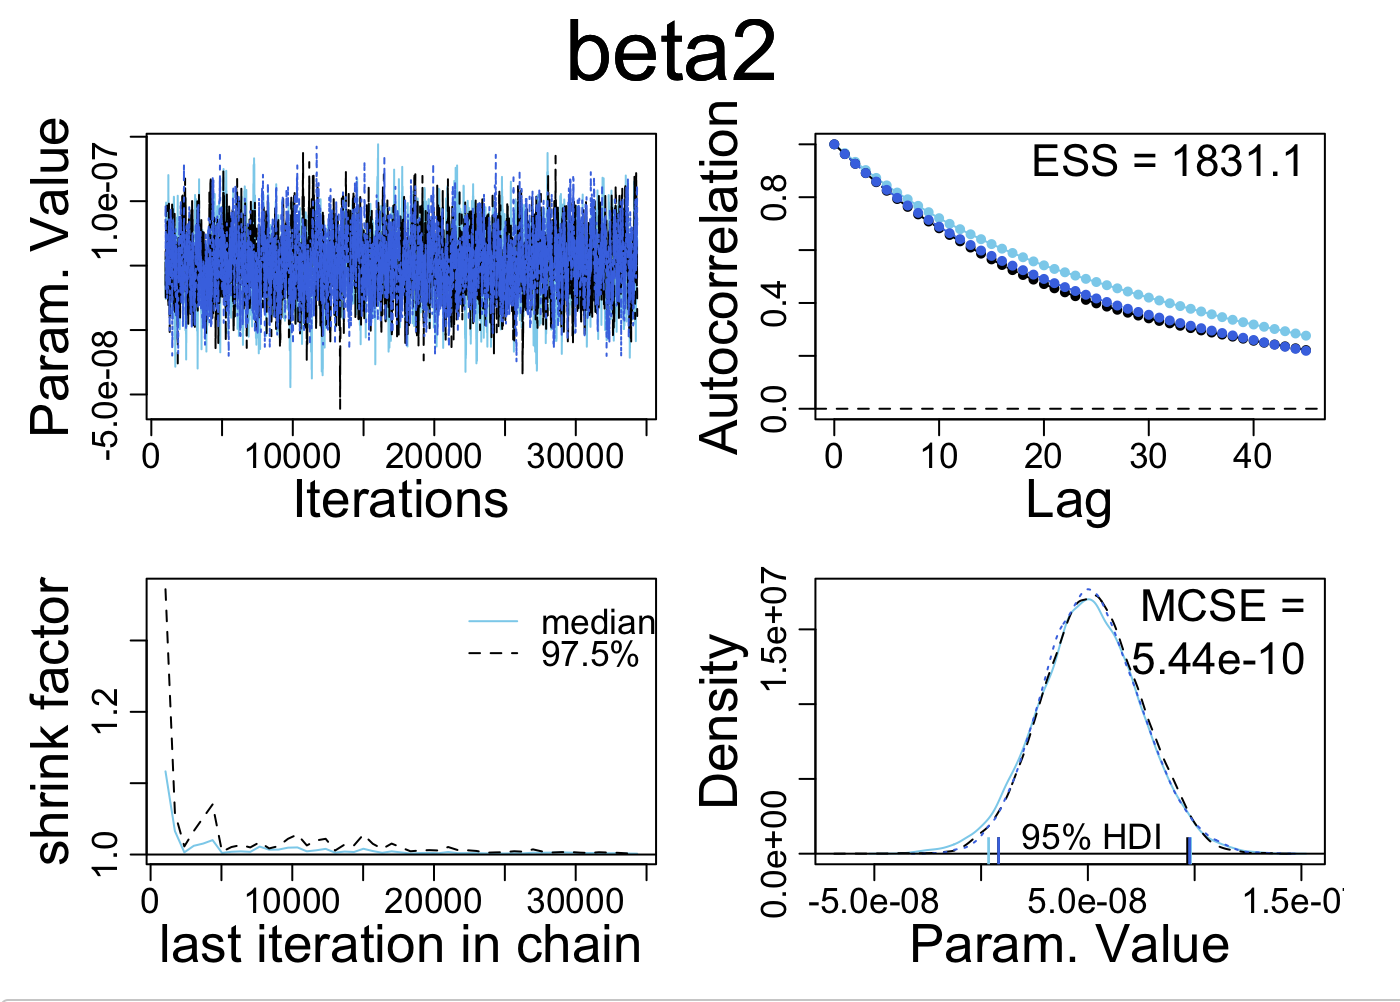 beta2
Param. Value
-5.0e-08 1.0e-07
0 10000 20000 30000
Iterations
Autocorrelation
0.0 0.4 0.8
ESS = 1831.1
0 10 20 30 40
Lag
shrink factor
1.0 1.2
median
97.5%
0 10000 20000 30000
last iteration in chain
Density
0.0e+00 1.5e+07
MCSE =
5.44e-10
95% HDI
-5.0e-08 5.0e-08
Param. Value